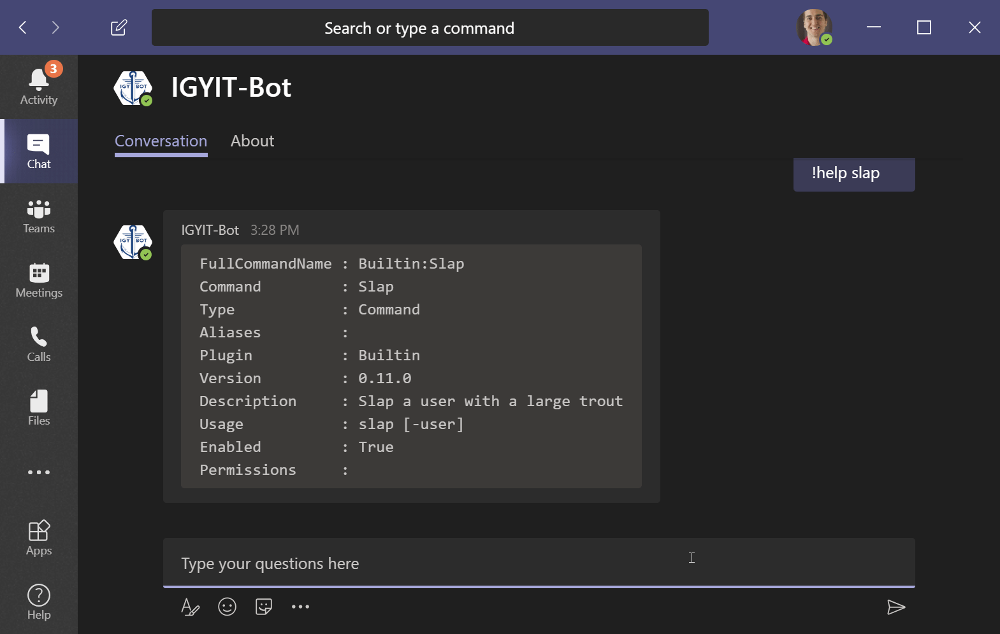 Search or type a command
3
Activity
Chat
Teams
Meetings
Calls
Files
Apps
Help
IGY BOT
IGYIT-Bot
Conversation About
!help slap
IGY BOT
IGYIT-Bot 3:28 PM
FullCommandName : Builtin:Slap
Command : Slap
Type : Command
Aliases :
Plugin : Builtin
Version : 0.11.0
Description : Slap a user with a large trout
Usage : slap [-user]
Enabled : True
Permissions :
Type your questions here